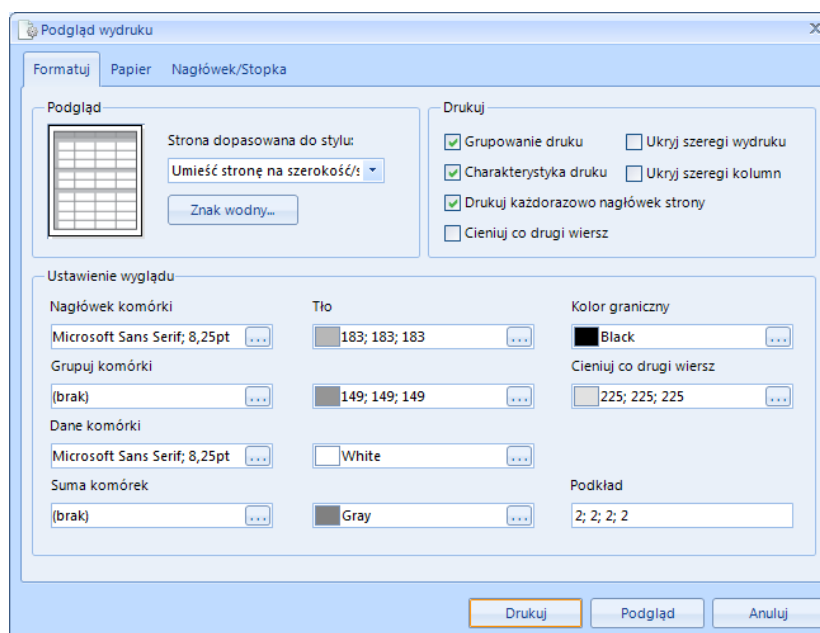 Podgląd wydruku
Formatuj Papier Nagłówek/Stopka
Podgląd
Strona dopasowana do stylu:
Umieść stronę na szerokość/s
Znak wodny...
Drukuj
Grupowanie druku Ukryj szeregi wydruku
Charakterystyka druku Ukryj szeregi kolumn
Drukuj każdorazowo nagłówek strony
Cieniuj co drugi wiersz
Ustawienie wyglądu
Nagłówek komórki Tło Kolor graniczny
Microsoft Sans Serif; 8,25pt ... 183; 183; 183 ... Black ...
Grupuj komórki Cieniuj co drugi wiersz
(brak) ... 149; 149; 149 ... 225; 225; 225 ...
Dane komórki
Microsoft Sans Serif; 8,25pt ... White ...
Suma komórek Podkład
(brak) ... Gray ... 2; 2; 2; 2
Drukuj Podgląd Anuluj